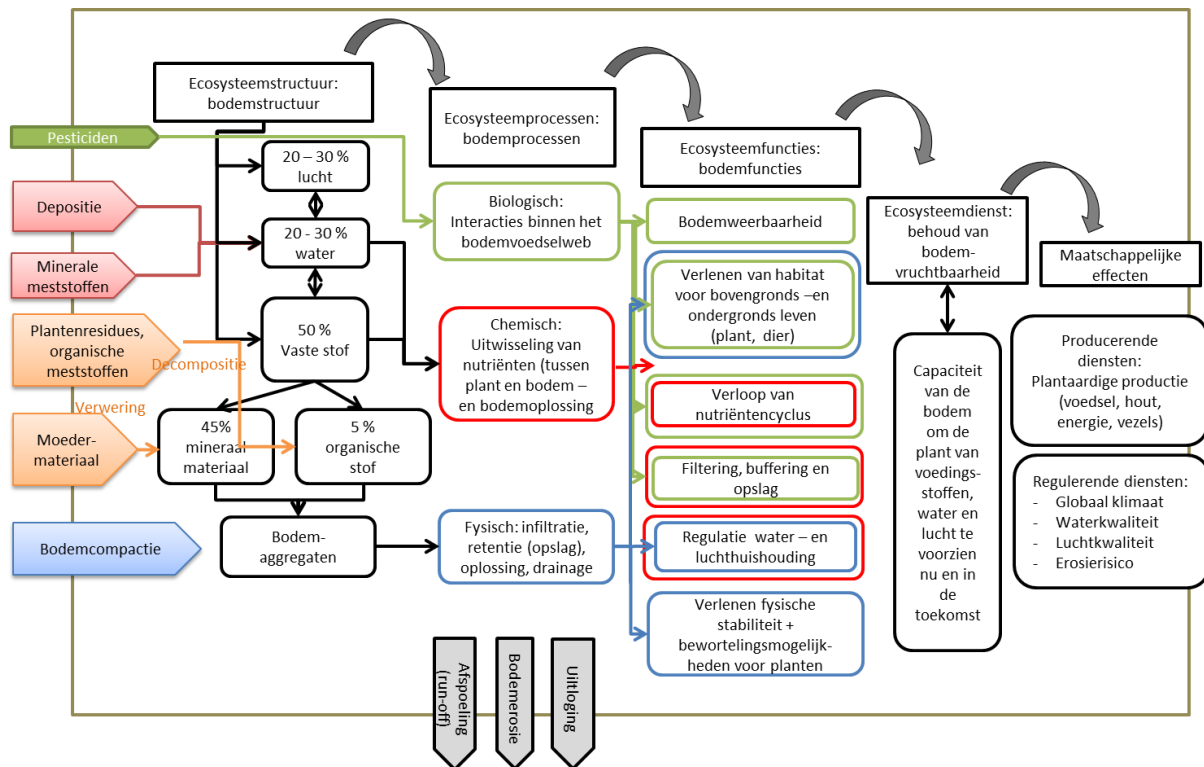 Ecosysteemstructuur:
bodemstructuur
Ecosysteemprocessen:
bodemprocessen
Ecosysteemfuncties:
bodemfuncties
Ecosysteemdienst:
behoud van
bodem-
vruchtbaarheid
Maatschappelijke
effecten
Pesticiden
Depositie
Minerale
meststoffen
Plantenresidues,
organische
meststoffen
Decompositie
Verwering
Moeder-
materiaal
Bodemcompactie
20 – 30 %
lucht
20 - 30 %
water
50 %
Vaste stof
45%
mineraal
materiaal
5 %
organische
stof
Bodem-
aggregaten
Biologisch:
Interacties binnen het
bodemvoedselweb
Chemisch:
Uitwisseling van
nutriënten (tussen
plant en bodem –
en bodemoplossing
Fysisch: infiltratie,
retentie (opslag),
oplossing, drainage
Bodemweerbaarheid
Verlenen van habitat
voor bovengronds –en
ondergronds leven
(plant, dier)
Verloop van
nutriëntencyclus
Filtering, buffering en
opslag
Regulatie water – en
luchthuishouding
Verlenen fysische
stabiliteit +
bewortelingsmogelijk-
heden voor planten
Capaciteit
van de
bodem
om de
plant van
voedings-
stoffen,
water en
lucht te
voorzien
nu en in
de
toekomst
Producerende
diensten:
Plantaardige productie
(voedsel, hout,
energie, vezels)
Regulerende diensten:
- Globaal klimaat
- Waterkwaliteit
- Luchtkwaliteit
- Erosierisico
Afspoeling
(run-off)
Bodemerosie
Uitloging